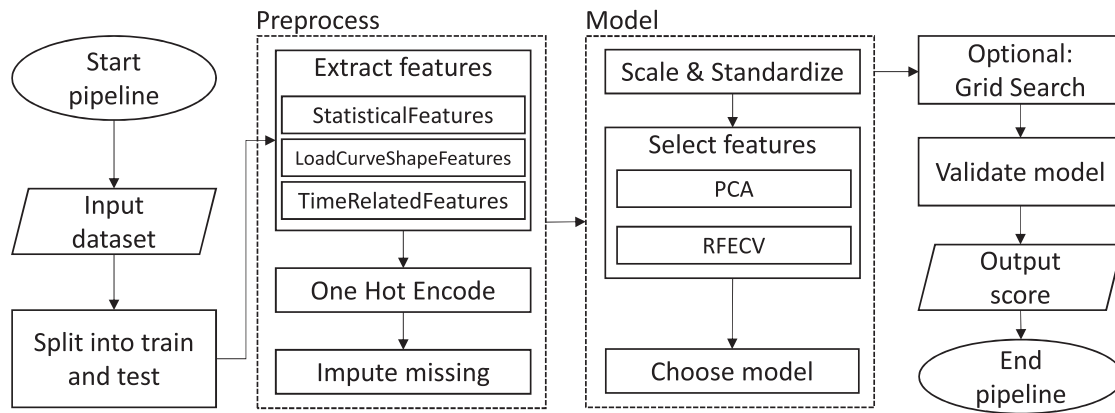 Start
pipeline
Input
dataset
Split into train
and test
Preprocess
Extract features
StatisticalFeatures
LoadCurveShapeFeatures
TimeRelatedFeatures
One Hot Encode
Impute missing
Model
Scale & Standardize
Select features
PCA
RFECV
Choose model
Optional:
Grid Search
Validate model
Output
score
End
pipeline